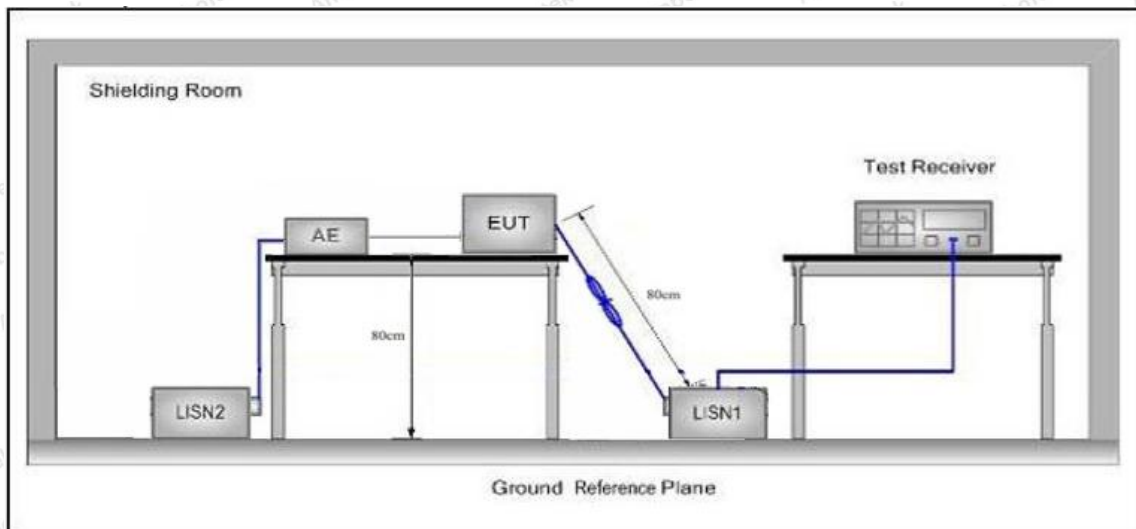 Shielding Room
Test Receiver
EUT
AE
80cm
80cm
LISN2
LISN1
Ground Reference Plane